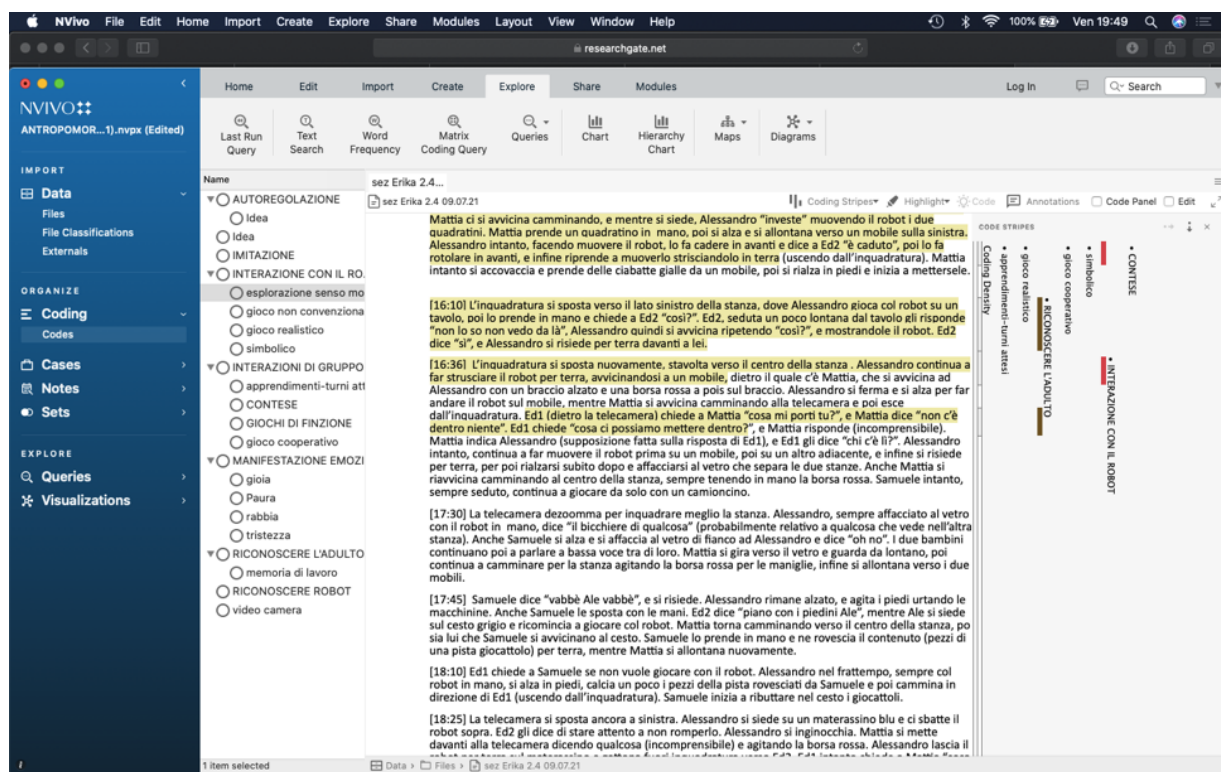 NVivo File Edit Home Import Create Explore Share Modules Layout View Window Help 100% Ven 19:49
researchgate.net
Home Edit Import Create Explore Share Modules Log In Search
NVIVO
ANTROPOMOR...1).nvpx (Edited)
Last Run Query
Text Search
Word Frequency
Matrix Coding Query
Queries
Chart
Hierarchy Chart
Maps
Diagrams
IMPORT
Data
Files
File Classifications
Externals
ORGANIZE
Coding
Codes
Cases
Notes
Sets
EXPLORE
Queries
Visualizations
Name
AUTOREGOLAZIONE
Idea
Idea
IMITAZIONE
INTERAZIONE CON IL RO.
esplorazione senso mo
gioco non convenziona
gioco realistico
simbolico
INTERAZIONI DI GRUPPO
apprendimenti-turni att
CONTESE
GIOCHI DI FINZIONE
gioco cooperativo
MANIFESTAZIONE EMOZI
gioia
Paura
rabbia
tristezza
RICONOSCERE L'ADULTO
memoria di lavoro
RICONOSCERE ROBOT
video camera
1 item selected
sez Erika 2.4...
sez Erika 2.4 09.07.21
Coding Stripes Highlight Code Annotations Code Panel Edit
Mattia ci si avvicina camminando, e mentre si siede, Alessandro “investe” muovendo il robot i due
quadratini. Mattia prende un quadratino in mano, poi si alza e si allontana verso un mobile sulla sinistra.
Alessandro intanto, facendo muovere il robot, lo fa cadere in avanti e dice a Ed2 “è caduto”, poi lo fa
rotolare in avanti, e infine riprende a muoverlo strisciandolo in terra (uscendo dall’inquadratura). Mattia
intanto si accovaccia e prende delle ciabatte gialle da un mobile, poi si rialza in piedi e inizia a mettersele.
[16:10] L’inquadratura si sposta verso il lato sinistro della stanza, dove Alessandro gioca col robot su un
tavolo, poi lo prende in mano e chiede a Ed2 “così?”. Ed2, seduta un poco lontana dal tavolo gli risponde
“non lo so non vedo da là”, Alessandro quindi si avvicina ripetendo “così?”, e mostrandole il robot. Ed2
dice “sì”, e Alessandro si risiede per terra davanti a lei.
[16:36] L’inquadratura si sposta nuovamente, stavolta verso il centro della stanza . Alessandro continua a
far strusciare il robot per terra, avvicinandosi a un mobile, dietro il quale c’è Mattia, che si avvicina ad
Alessandro con un braccio alzato e una borsa rossa a pois sul braccio. Alessandro si ferma e si alza per far
andare il robot sul mobile, mentre Mattia si avvicina camminando alla telecamera e poi esce
dall’inquadratura. Ed1 (dietro la telecamera) chiede a Mattia “cosa mi porti tu?”, e Mattia dice “non c’è
dentro niente”. Ed1 chiede “cosa ci possiamo mettere dentro?”, e Mattia risponde (incomprensibile).
Mattia indica Alessandro (supposizione fatta sulla risposta di Ed1), e Ed1 gli dice “chi c’è lì?”. Alessandro
intanto, continua a far muovere il robot prima su un mobile, poi su un altro adiacente, e infine si risiede
per terra, per poi rialzarsi subito dopo e affacciarsi al vetro che separa le due stanze. Anche Mattia si
riavvicina camminando al centro della stanza, sempre tenendo in mano la borsa rossa. Samuele intanto,
sempre seduto, continua a giocare da solo con un camioncino.
[17:30] La telecamera dezoomma per inquadrare meglio la stanza. Alessandro, sempre affacciato al vetro
con il robot in mano, dice “il bicchiere di qualcosa” (probabilmente relativo a qualcosa che vede nell’altra
stanza). Anche Samuele si alza e si affaccia al vetro di fianco ad Alessandro e dice “oh no”. I due bambini
continuano poi a parlare a bassa voce tra di loro. Mattia si gira verso il vetro e guarda da lontano, poi
continua a camminare per la stanza agitando la borsa rossa per le maniglie, infine si allontana verso i due
mobili.
[17:45] Samuele dice “vabbè Ale vabbè”, e si risiede. Alessandro rimane alzato, e agita i piedi urtando le
macchinine. Anche Samuele le sposta con le mani. Ed2 dice “piano con i piedini Ale”, mentre Ale si siede
sul cesto grigio e ricomincia a giocare col robot. Mattia torna camminando verso il centro della stanza, po
sia lui che Samuele si avvicinano al cesto. Samuele lo prende in mano e ne rovescia il contenuto (pezzi di
una pista giocattolo) per terra, mentre Mattia si allontana nuovamente.
[18:10] Ed1 chiede a Samuele se non vuole giocare con il robot. Alessandro nel frattempo, sempre col
robot in mano, si alza in piedi, calcia un poco i pezzi della pista rovesciati da Samuele e poi cammina in
direzione di Ed1 (uscendo dall’inquadratura). Samuele inizia a ributtare nel cesto i giocattoli.
[18:25] La telecamera si sposta ancora a sinistra. Alessandro si siede su un materassino blu e ci sbatte il
robot sopra. Ed2 gli dice di stare attento a non romperlo. Alessandro si inginocchia. Mattia si mette
davanti alla telecamera dicendo qualcosa (incomprensibile) e agitando la borsa rossa. Alessandro lascia il
Data > Files > sez Erika 2.4 09.07.21
CODE STRIPES
Coding Density
apprendimenti-turni attesi
gioco realistico
RICONOSCERE L'ADULTO
gioco cooperativo
simbolico
INTERAZIONE CON IL ROBOT
CONTESE